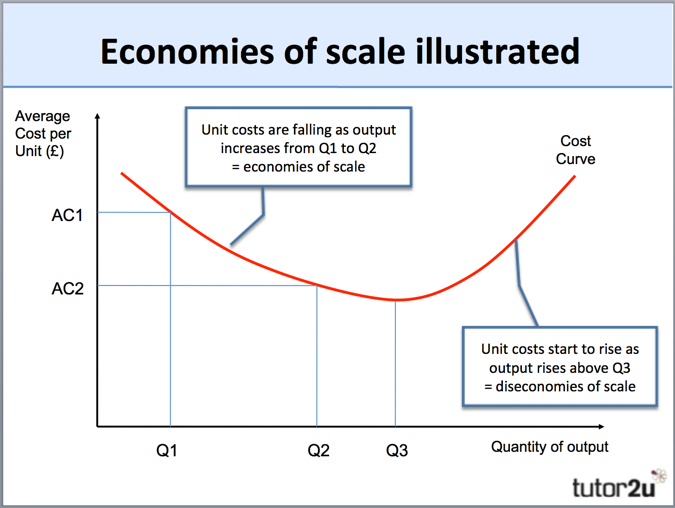 Economies of scale illustrated
Average
Cost per
Unit (£)
Unit costs are falling as output
increases from Q1 to Q2
= economies of scale
Cost
Curve
AC1
AC2
Unit costs start to rise as
output rises above Q3
= diseconomies of scale
Q1
Q2
Q3
Quantity of output
tutor2u